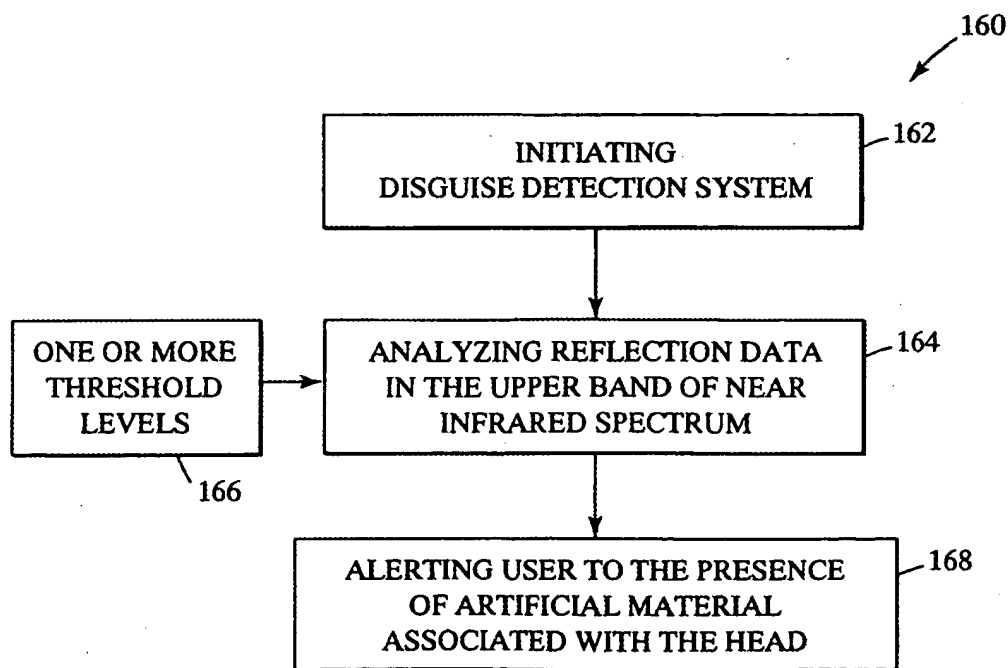 160
INITIATING
DISGUISE DETECTION SYSTEM
162
ONE OR MORE
THRESHOLD
LEVELS
166
ANALYZING REFLECTION DATA
IN THE UPPER BAND OF NEAR
INFRARED SPECTRUM
164
ALERTING USER TO THE PRESENCE
OF ARTIFICIAL MATERIAL
ASSOCIATED WITH THE HEAD
168